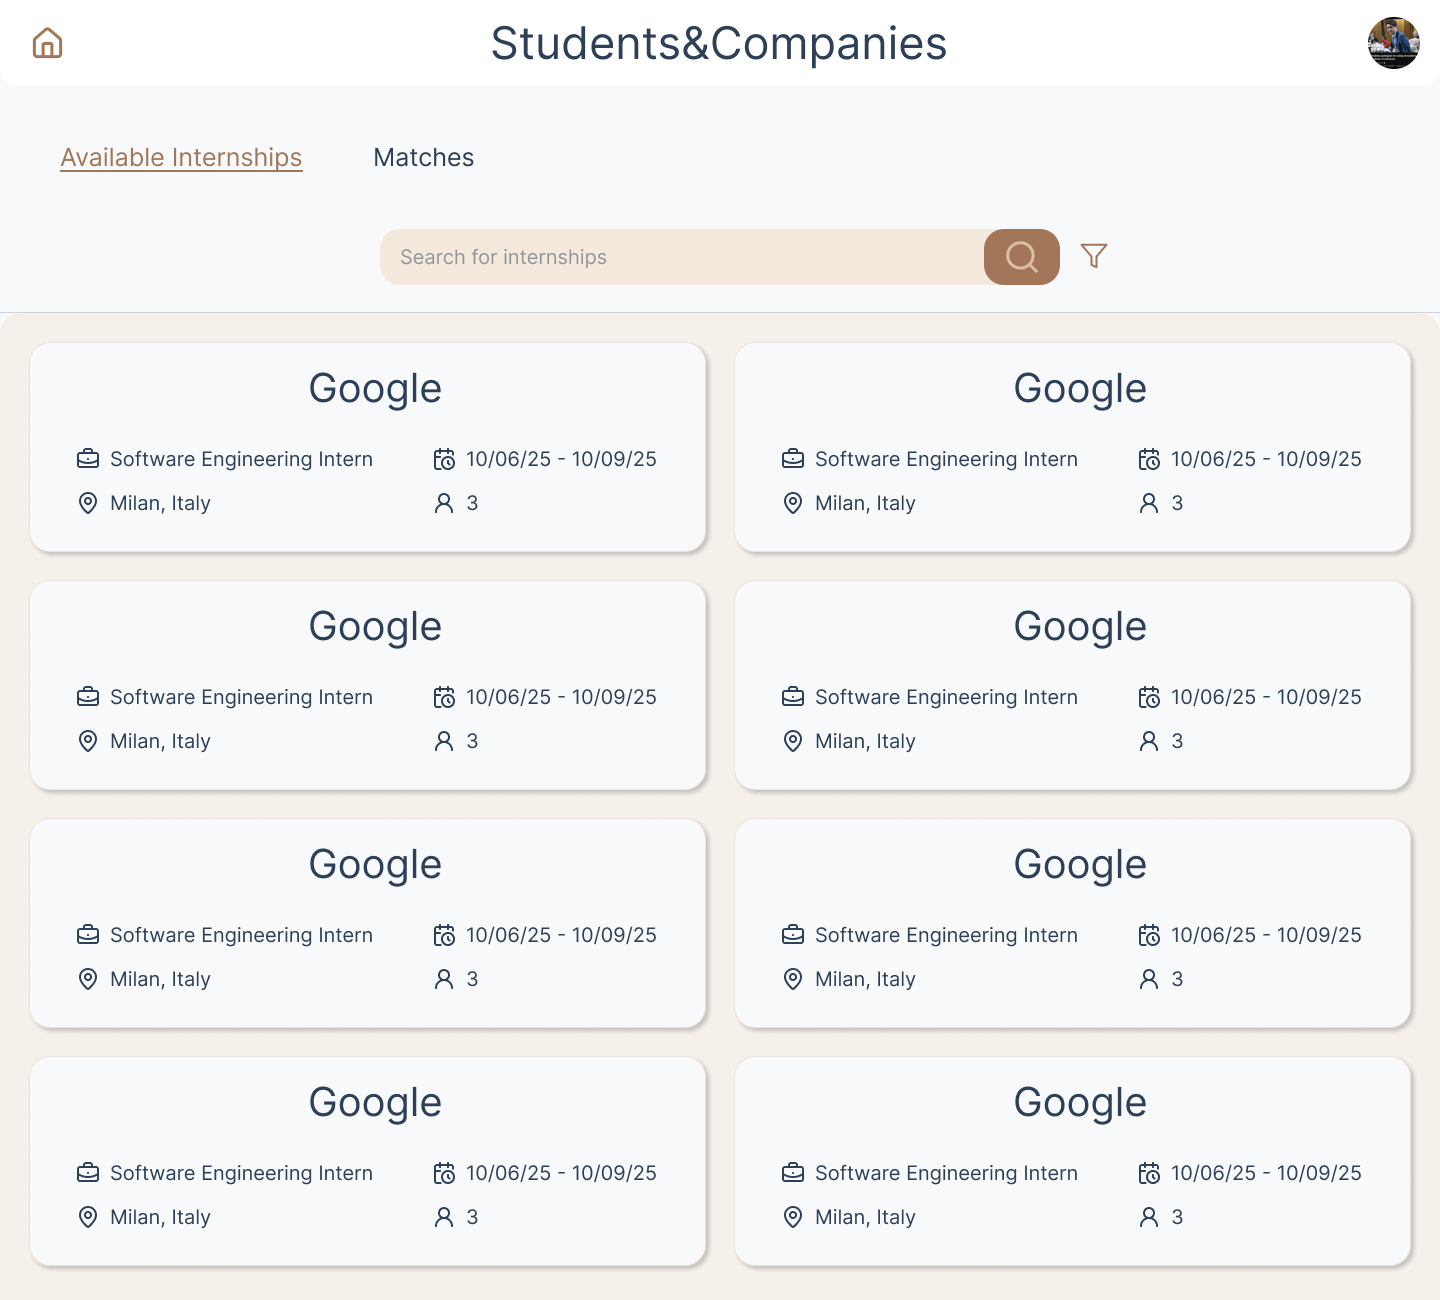 Students&Companies
Available Internships
Matches
Search for internships
Google
Software Engineering Intern
10/06/25 - 10/09/25
Milan, Italy
3
Google
Software Engineering Intern
10/06/25 - 10/09/25
Milan, Italy
3
Google
Software Engineering Intern
10/06/25 - 10/09/25
Milan, Italy
3
Google
Software Engineering Intern
10/06/25 - 10/09/25
Milan, Italy
3
Google
Software Engineering Intern
10/06/25 - 10/09/25
Milan, Italy
3
Google
Software Engineering Intern
10/06/25 - 10/09/25
Milan, Italy
3
Google
Software Engineering Intern
10/06/25 - 10/09/25
Milan, Italy
3
Google
Software Engineering Intern
10/06/25 - 10/09/25
Milan, Italy
3